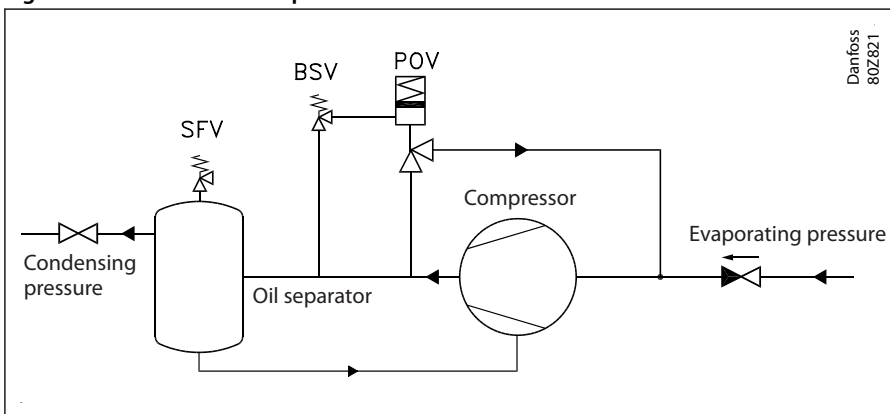 Danfoss
80Z821
POV
BSV
SFV
Compressor
Evaporating pressure
Condensing
pressure
Oil separator